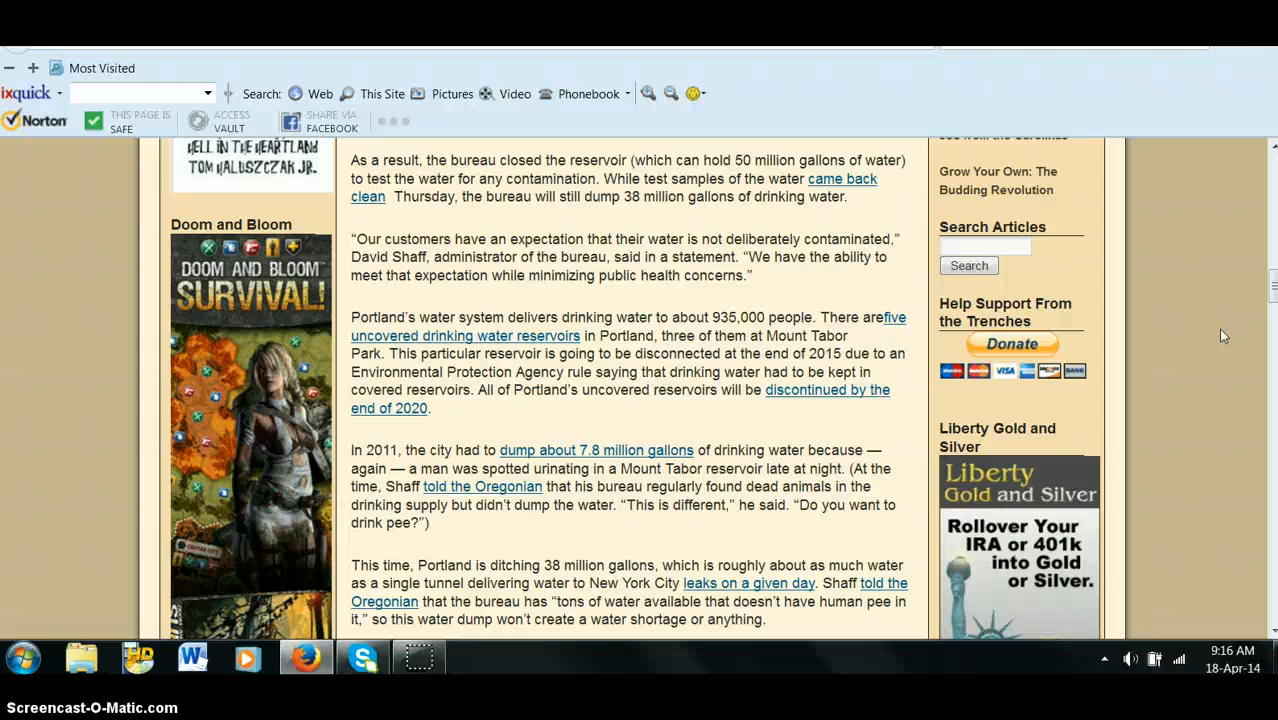 Most Visited
ixquick
Search: Web This Site Pictures Video Phonebook
Norton THIS PAGE IS SAFE ACCESS VAULT SHARE VIA FACEBOOK
HELL IN THE HEARTLAND
TOM HALUSZCZAK JR.
Doom and Bloom
DOOM AND BLOOM
SURVIVAL!
As a result, the bureau closed the reservoir (which can hold 50 million gallons of water)
to test the water for any contamination. While test samples of the water came back
clean Thursday, the bureau will still dump 38 million gallons of drinking water.
“Our customers have an expectation that their water is not deliberately contaminated,”
David Shaff, administrator of the bureau, said in a statement. “We have the ability to
meet that expectation while minimizing public health concerns.”
Portland’s water system delivers drinking water to about 935,000 people. There arefive
uncovered drinking water reservoirs in Portland, three of them at Mount Tabor
Park. This particular reservoir is going to be disconnected at the end of 2015 due to an
Environmental Protection Agency rule saying that drinking water had to be kept in
covered reservoirs. All of Portland’s uncovered reservoirs will be discontinued by the
end of 2020.
In 2011, the city had to dump about 7.8 million gallons of drinking water because —
again — a man was spotted urinating in a Mount Tabor reservoir late at night. (At the
time, Shaff told the Oregonian that his bureau regularly found dead animals in the
drinking supply but didn’t dump the water. “This is different,” he said. “Do you want to
drink pee?”)
This time, Portland is ditching 38 million gallons, which is roughly about as much water
as a single tunnel delivering water to New York City leaks on a given day. Shaff told the
Oregonian that the bureau has “tons of water available that doesn’t have human pee in
it,” so this water dump won’t create a water shortage or anything.
Grow Your Own: The
Budding Revolution
Search Articles
Search
Help Support From
the Trenches
Donate
VISA
BANK
Liberty Gold and
Silver
Liberty
Gold and Silver
Rollover Your
IRA or 401k
into Gold
or Silver.
9:16 AM
18-Apr-14
Screencast-O-Matic.com